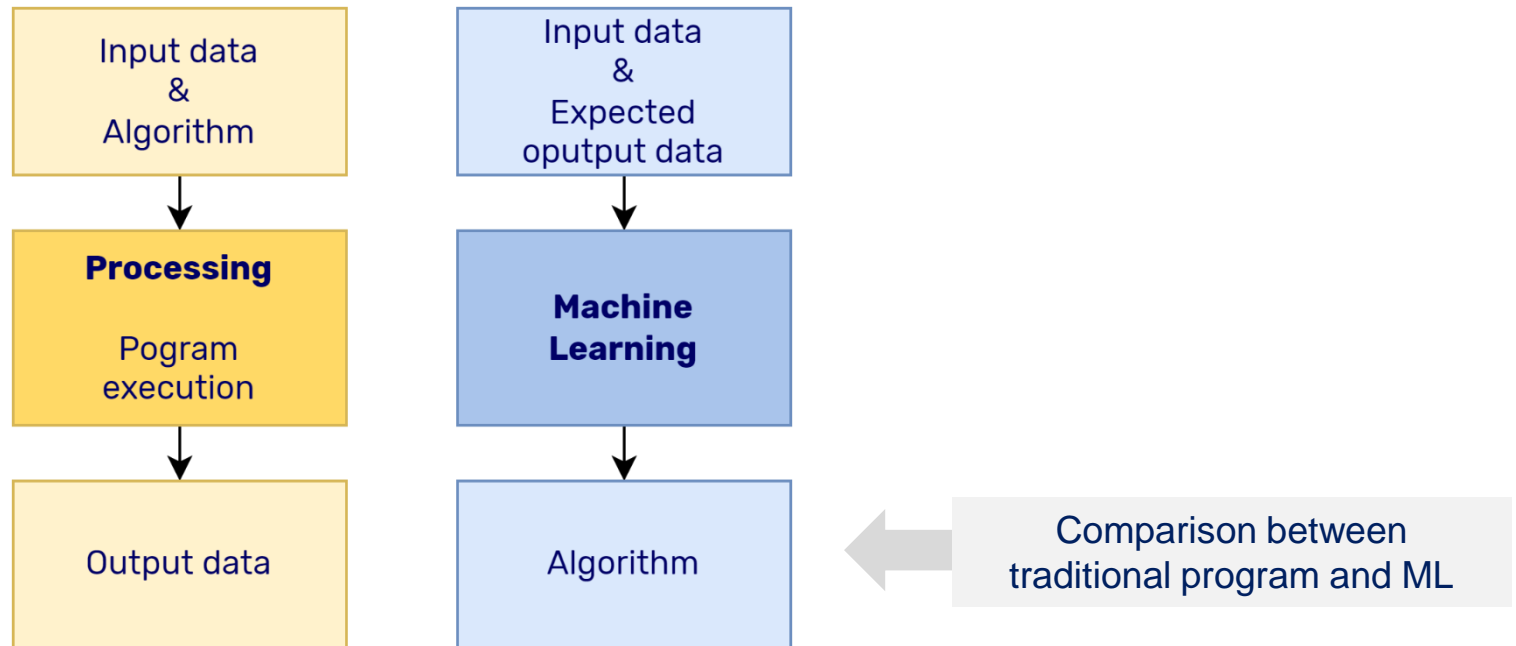 Input data
&
Algorithm
Processing
Pogram
execution
Output data
Input data
&
Expected
oputput data
Machine
Learning
Algorithm
Comparison between
traditional program and ML